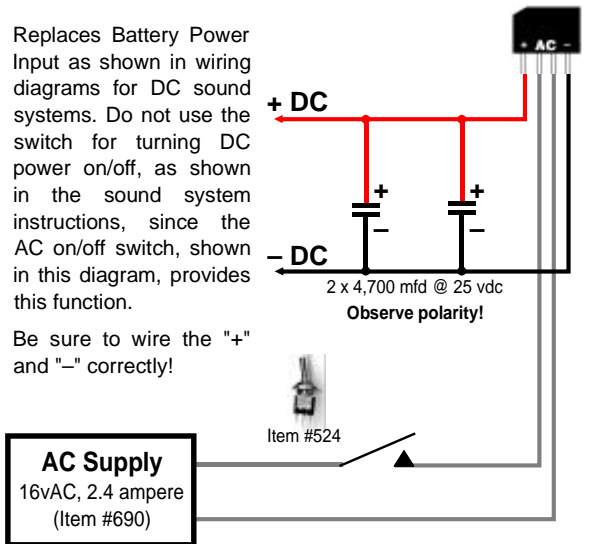 Replaces Battery Power
Input as shown in wiring
diagrams for DC sound
systems. Do not use the
switch for turning DC
power on/off, as shown
in the sound system
instructions, since the
AC on/off switch, shown
in this diagram, provides
this function.
Be sure to wire the "+"
and "–" correctly!
+ AC –
+ DC
+ +
– –
– DC
2 x 4,700 mfd @ 25 vdc
Observe polarity!
Item #524
AC Supply
16vAC, 2.4 ampere
(Item #690)